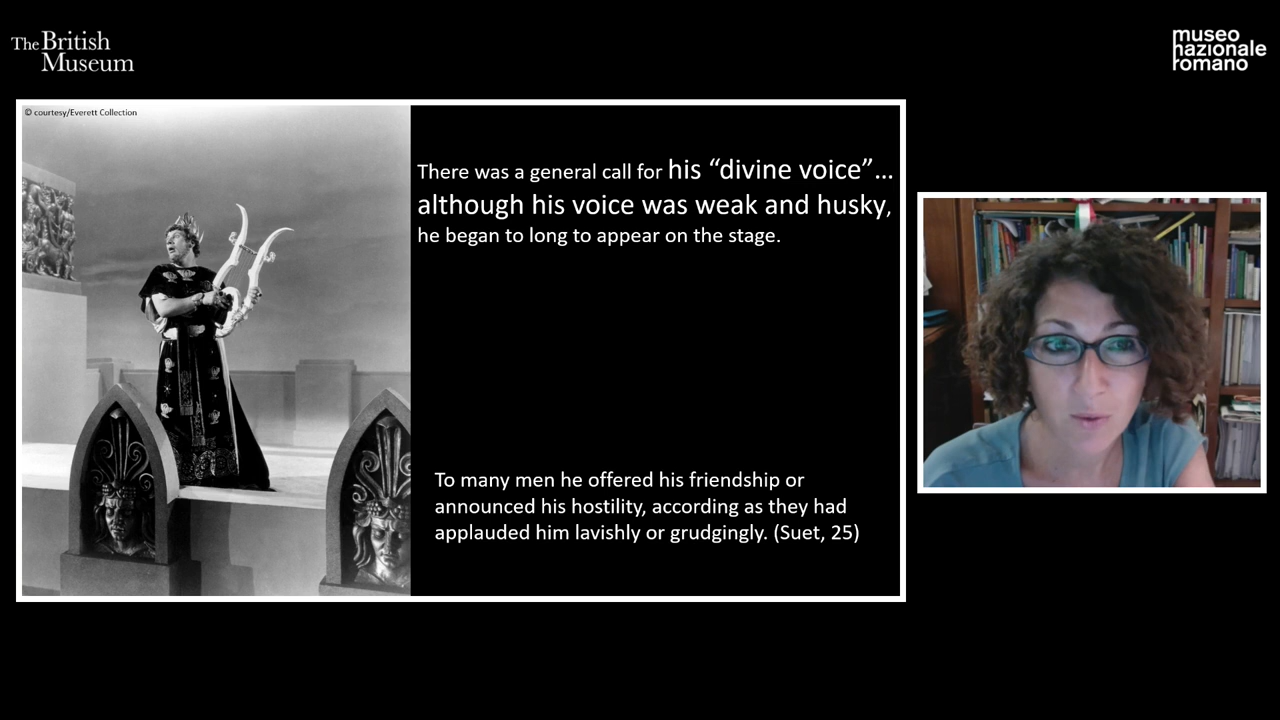 The British
Museum
museo
nazionale
romano
© courtesy/Everett Collection
There was a general call for his “divine voice”...
although his voice was weak and husky,
he began to long to appear on the stage.
To many men he offered his friendship or
announced his hostility, according as they had
applauded him lavishly or grudgingly. (Suet, 25)